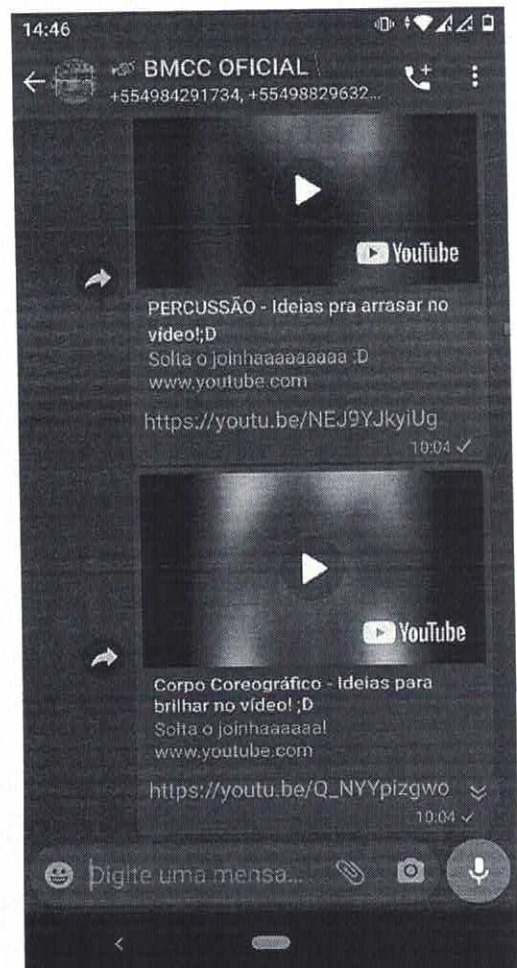 14:46
BMCC OFICIAL
+554984291734, +55498829632...
YouTube
PERCUSSÃO - Ideias pra arrasar no
vídeo!;D
Solta o joinhaaaaaaaaa :D
www.youtube.com
https://youtu.be/NEJ9YJkyiUg
10:04
YouTube
Corpo Coreográfico - Ideias para
brilhar no vídeo! ;D
Solta o joinhaaaaaa!
www.youtube.com
https://youtu.be/Q_NYYpizgwo
10:04
Digite uma mensa...